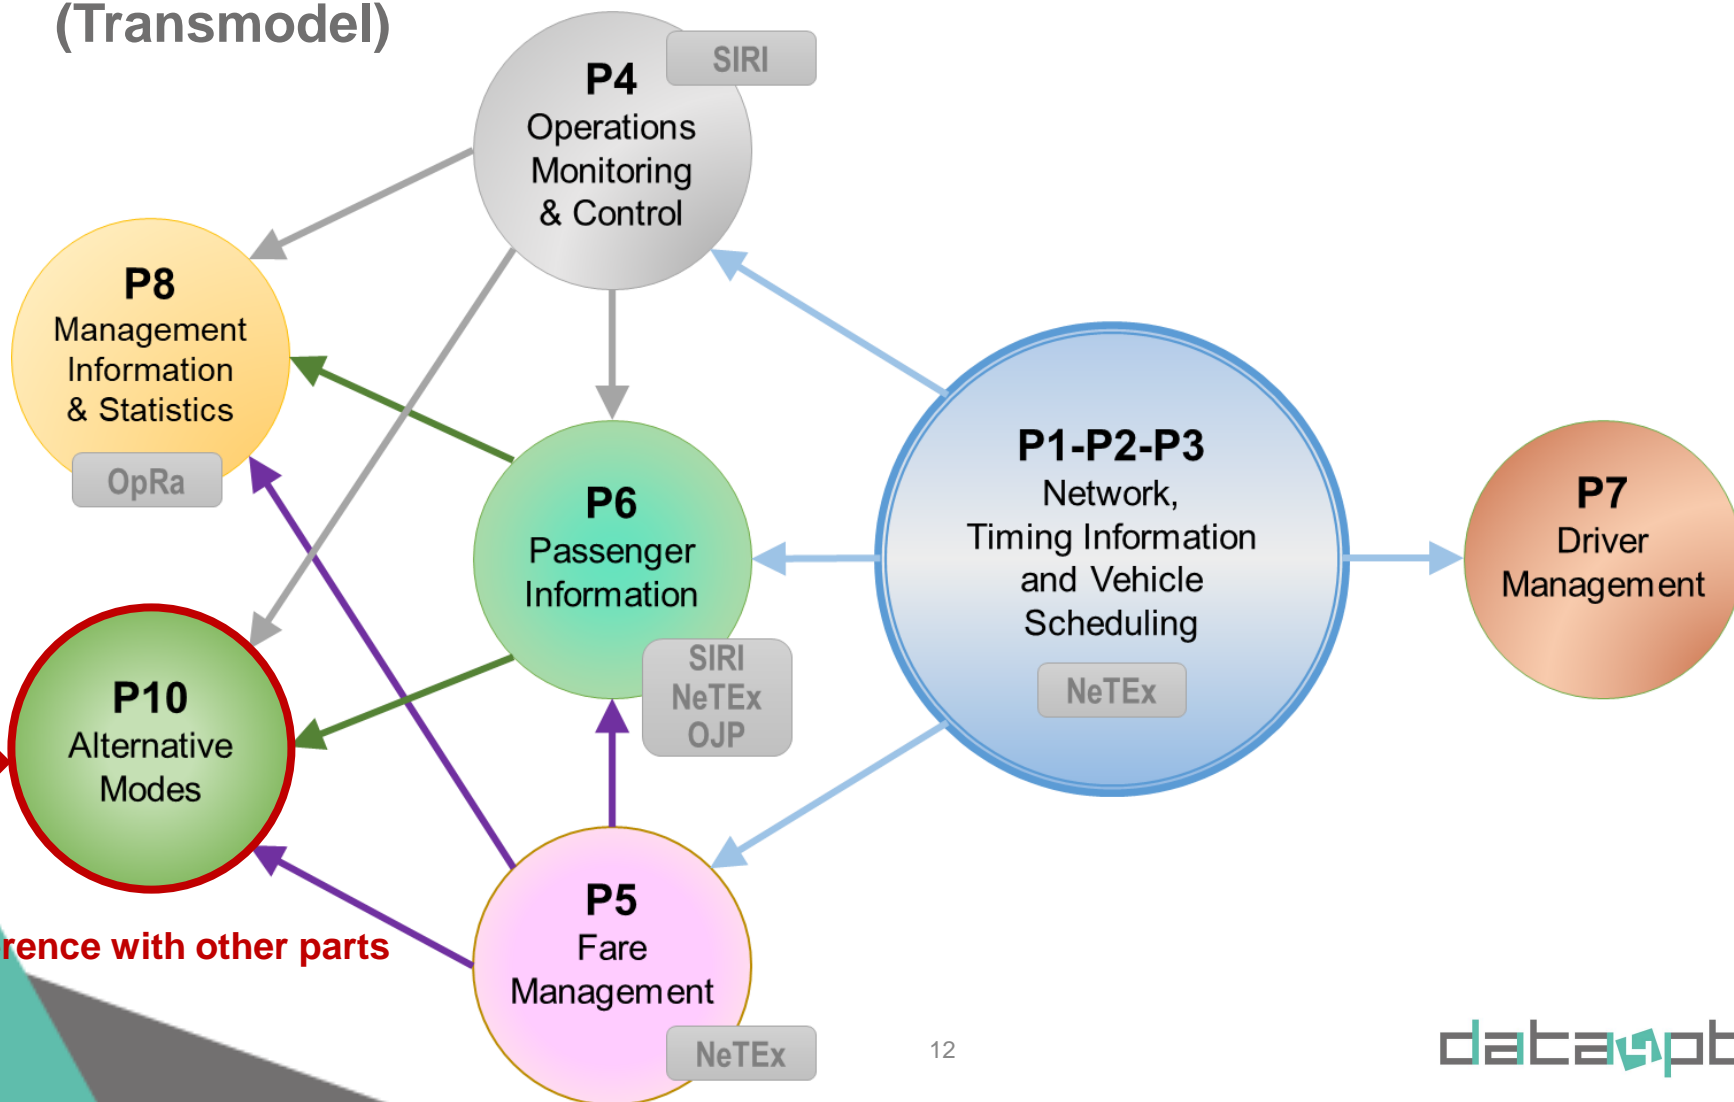 (Transmodel)
SIRI
P4
Operations
Monitoring
& Control
P8
Management
Information
& Statistics
OpRa
P1-P2-P3
Network,
Timing Information
and Vehicle
Scheduling
NeTEx
P7
Driver
Management
P6
Passenger
Information
SIRI
NeTEx
OJP
P10
Alternative
Modes
P5
Fare
Management
NeTEx
rence with other parts
12
data4pt